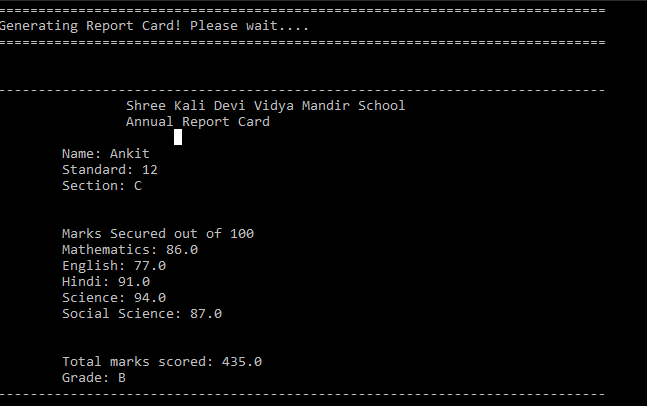 ============================================================================
Generating Report Card! Please wait....
============================================================================
----------------------------------------------------------------------------
Shree Kali Devi Vidya Mandir School
Annual Report Card
Name: Ankit
Standard: 12
Section: C
Marks Secured out of 100
Mathematics: 86.0
English: 77.0
Hindi: 91.0
Science: 94.0
Social Science: 87.0
Total marks scored: 435.0
Grade: B
----------------------------------------------------------------------------